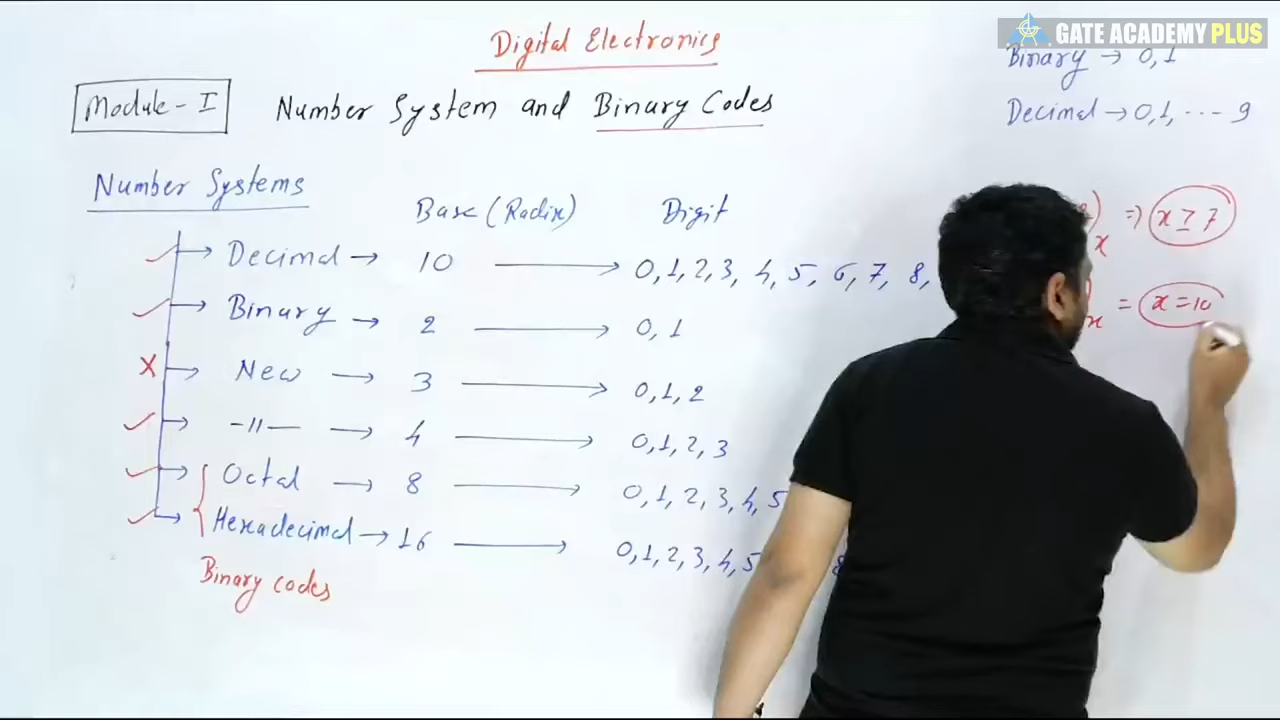 Digital Electronics
GATE ACADEMY PLUS
Binary → 0,1
Decimal → 0,1, ... 9
Module - I Number System and Binary Codes
Number Systems
Base (Radix) Digit
Decimal → 10 → 0,1,2,3, 4, 5, 6, 7, 8,
Binary → 2 → 0, 1
X New → 3 → 0,1,2
-11- → 4 → 0,1,2,3
Octal → 8 → 0,1,2,3,4,5
Hexadecimal → 16 → 0,1,2,3,4,5 8
Binary codes
)x ⇒ x ≥ 7
)x = x = 10